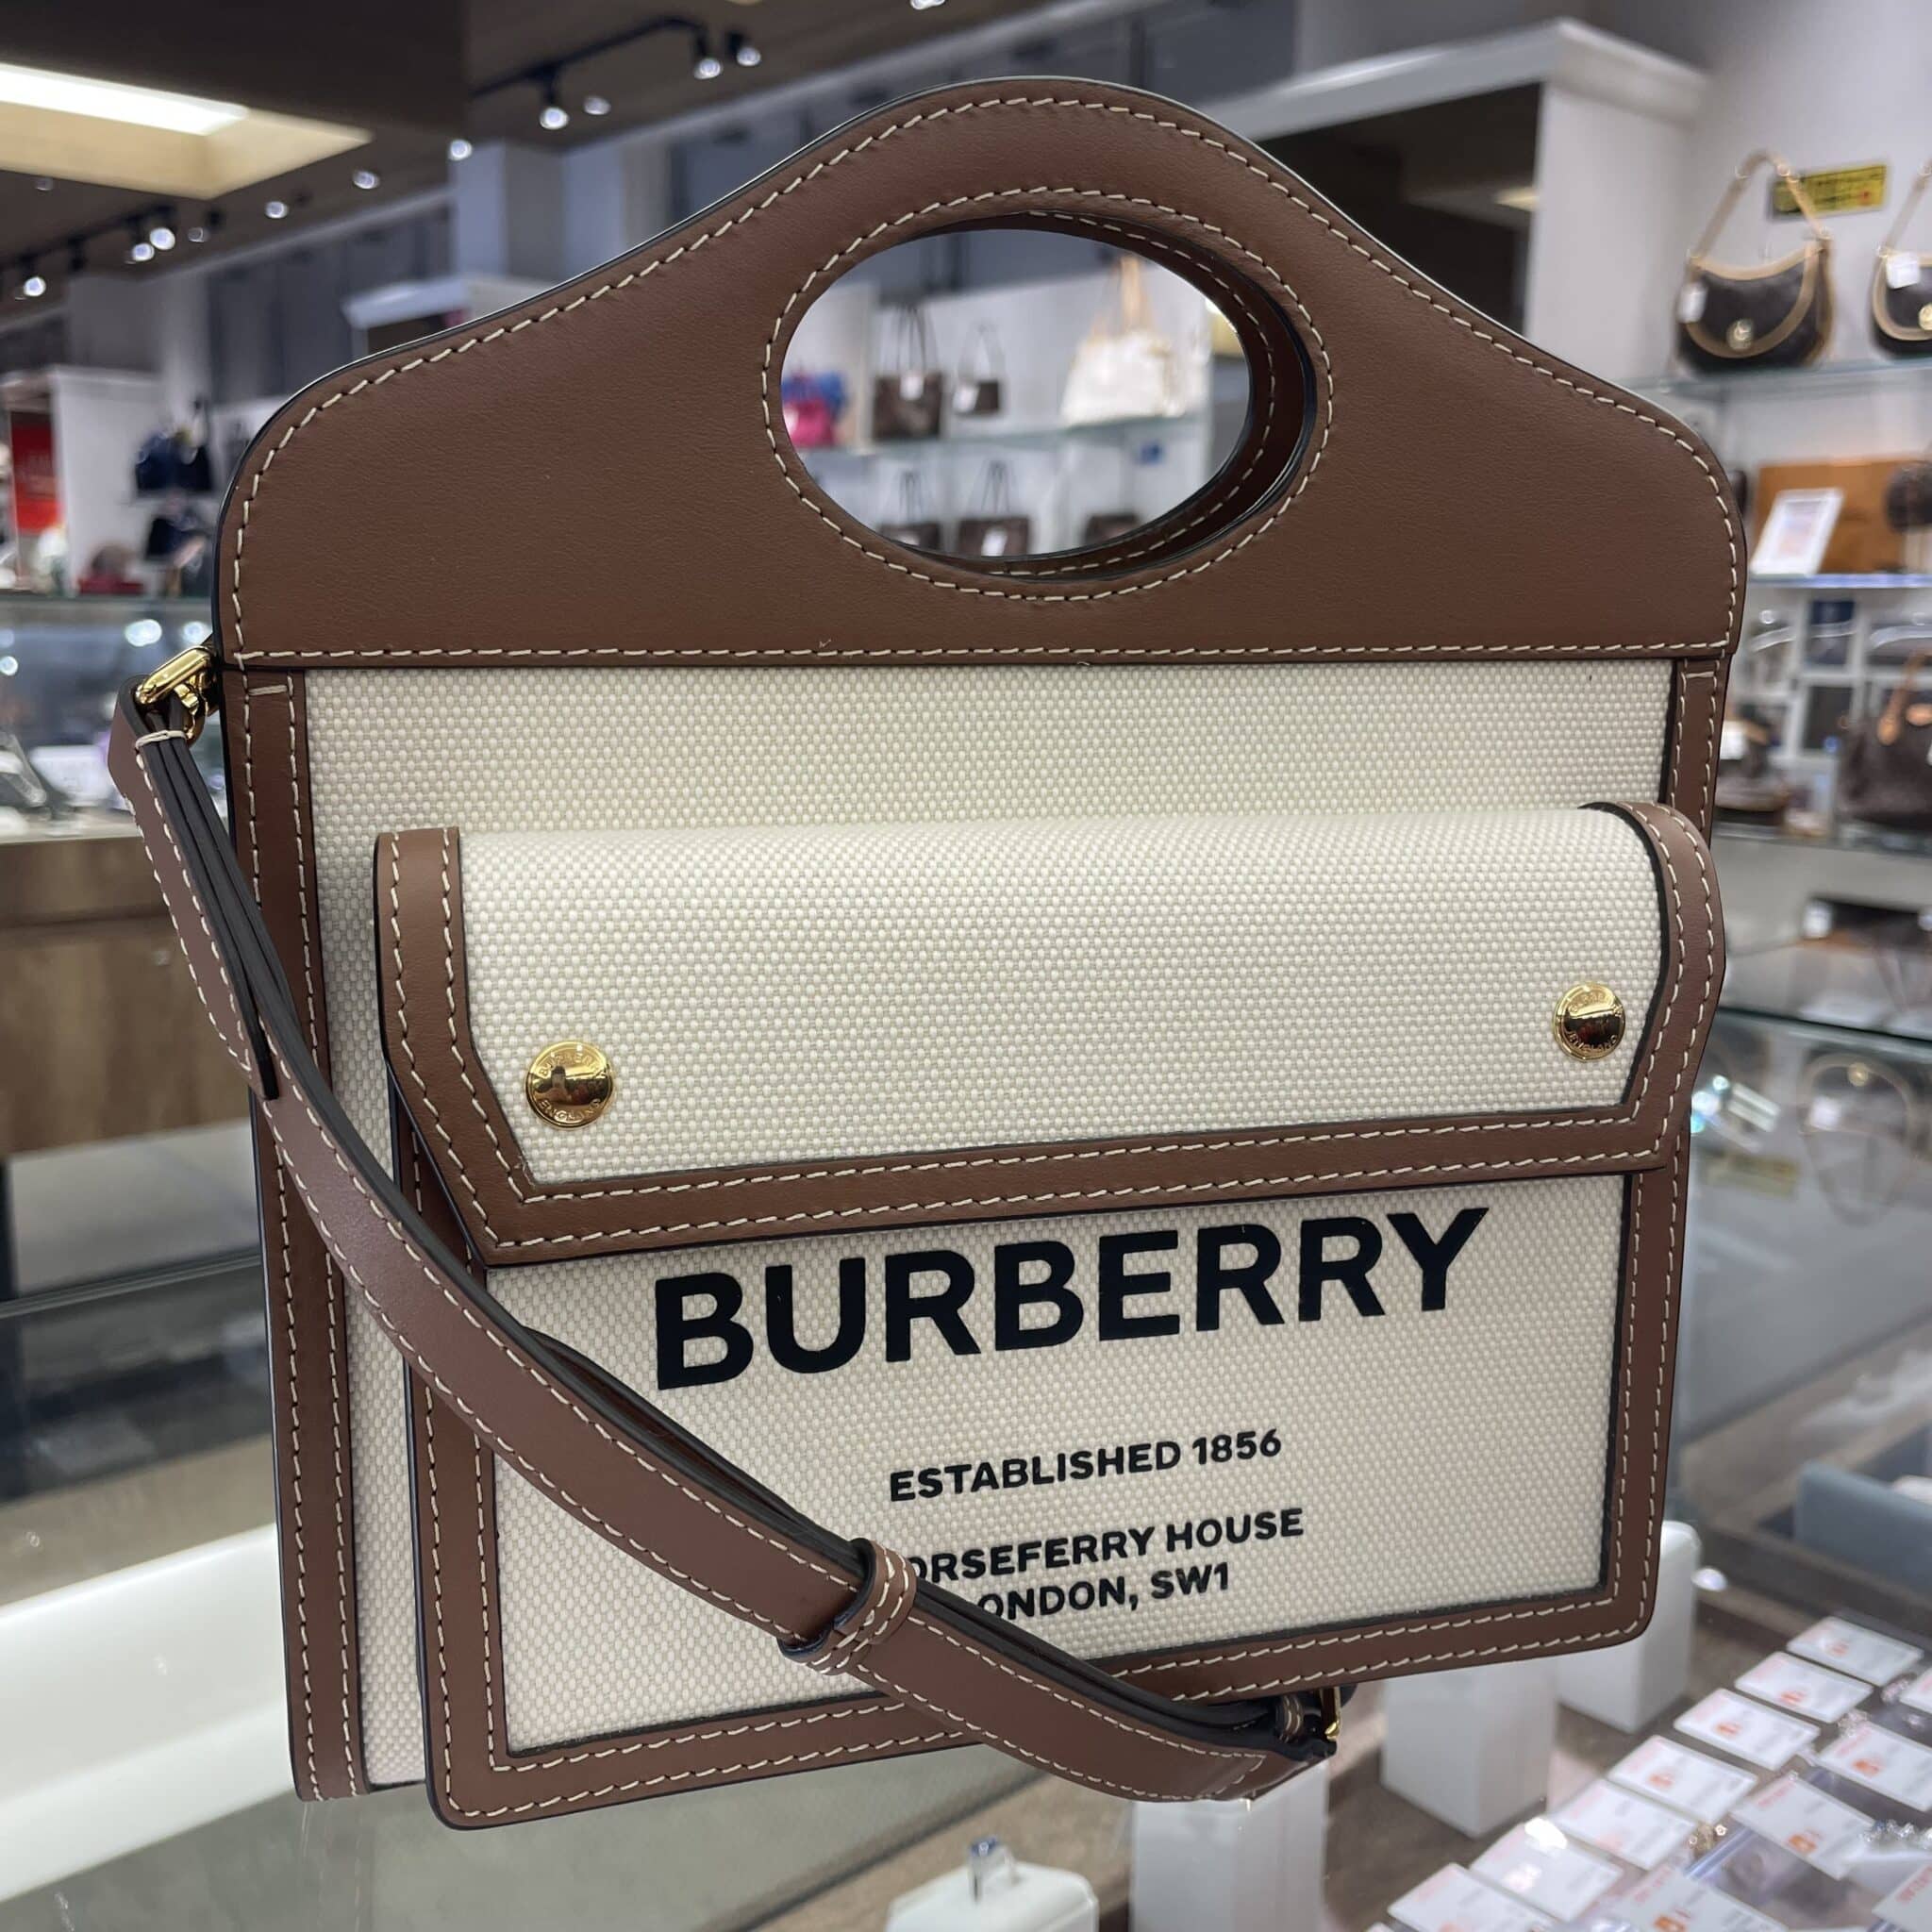 BURBERRY
ESTABLISHED 1856
ORSEFERRY HOUSE
ONDON, SW1